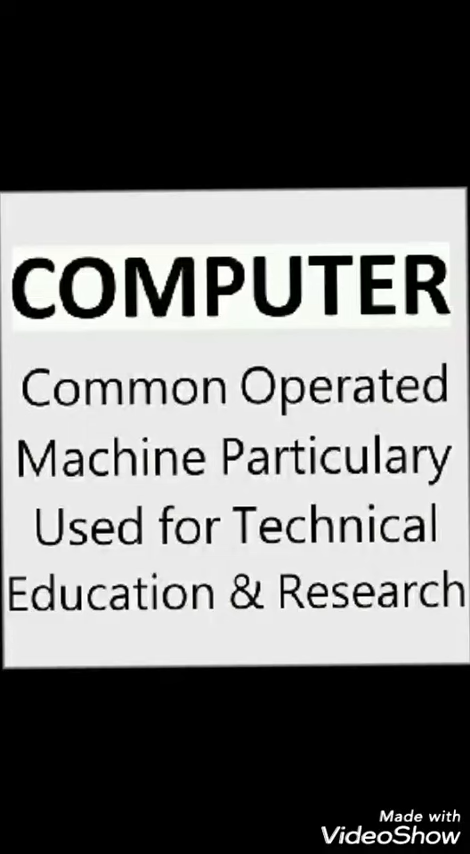 COMPUTER
Common Operated
Machine Particulary
Used for Technical
Education & Research
Made with
VideoShow